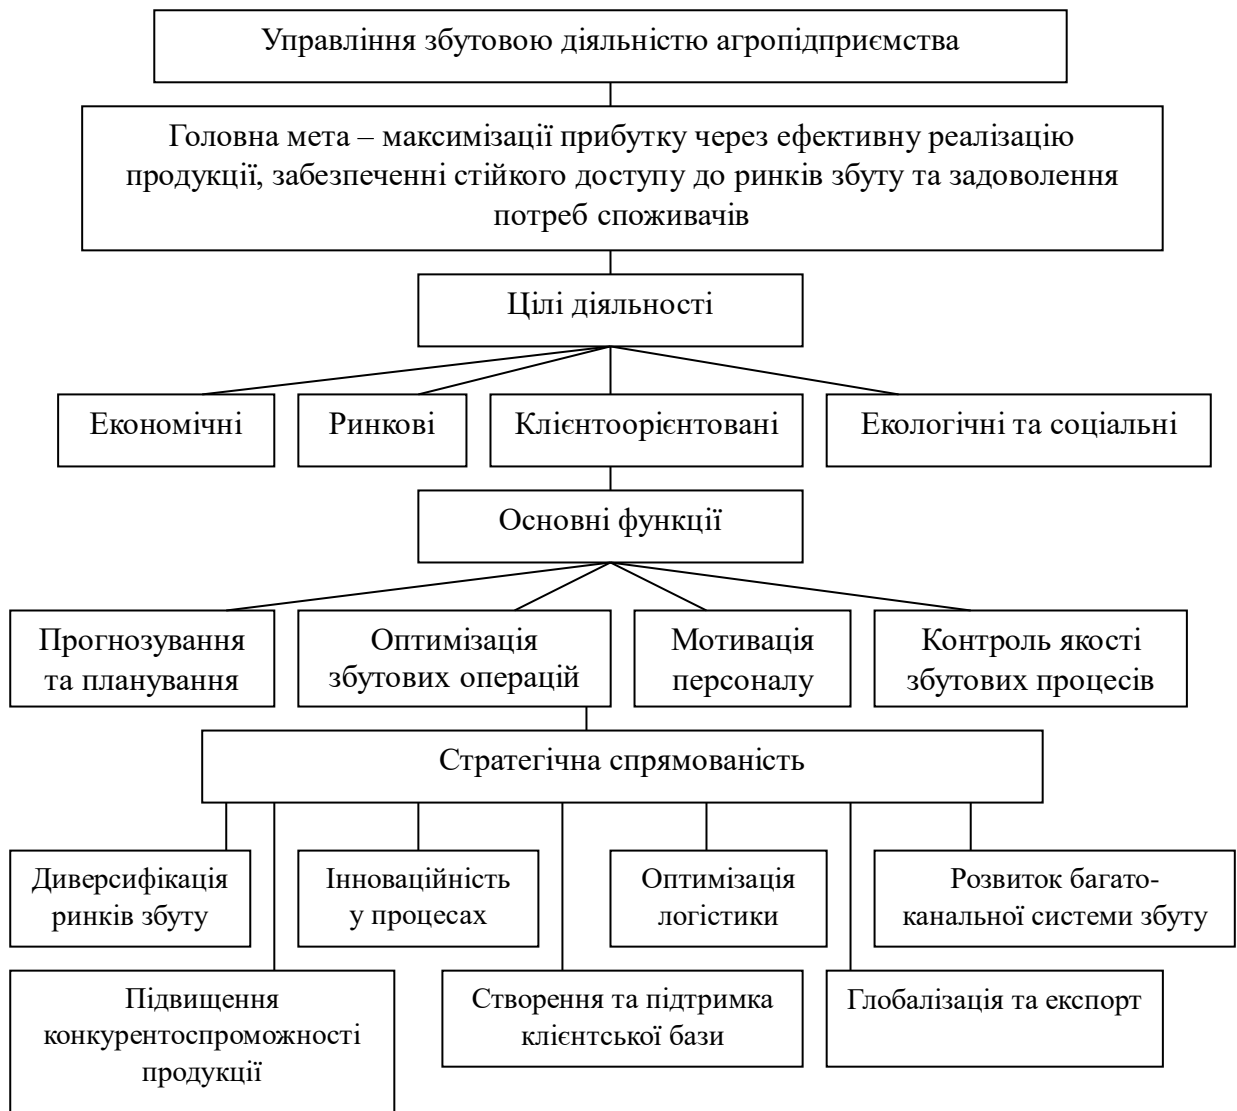 Управління збутовою діяльністю агропідприємства
Головна мета – максимізації прибутку через ефективну реалізацію
продукції, забезпеченні стійкого доступу до ринків збуту та задоволення
потреб споживачів
Цілі діяльності
Економічні
Ринкові
Клієнтоорієнтовані
Екологічні та соціальні
Основні функції
Прогнозування
та планування
Оптимізація
збутових операцій
Мотивація
персоналу
Контроль якості
збутових процесів
Стратегічна спрямованість
Диверсифікація
ринків збуту
Інноваційність
у процесах
Оптимізація
логістики
Розвиток багато-
канальної системи збуту
Підвищення
конкурентоспроможності
продукції
Створення та підтримка
клієнтської бази
Глобалізація та експорт